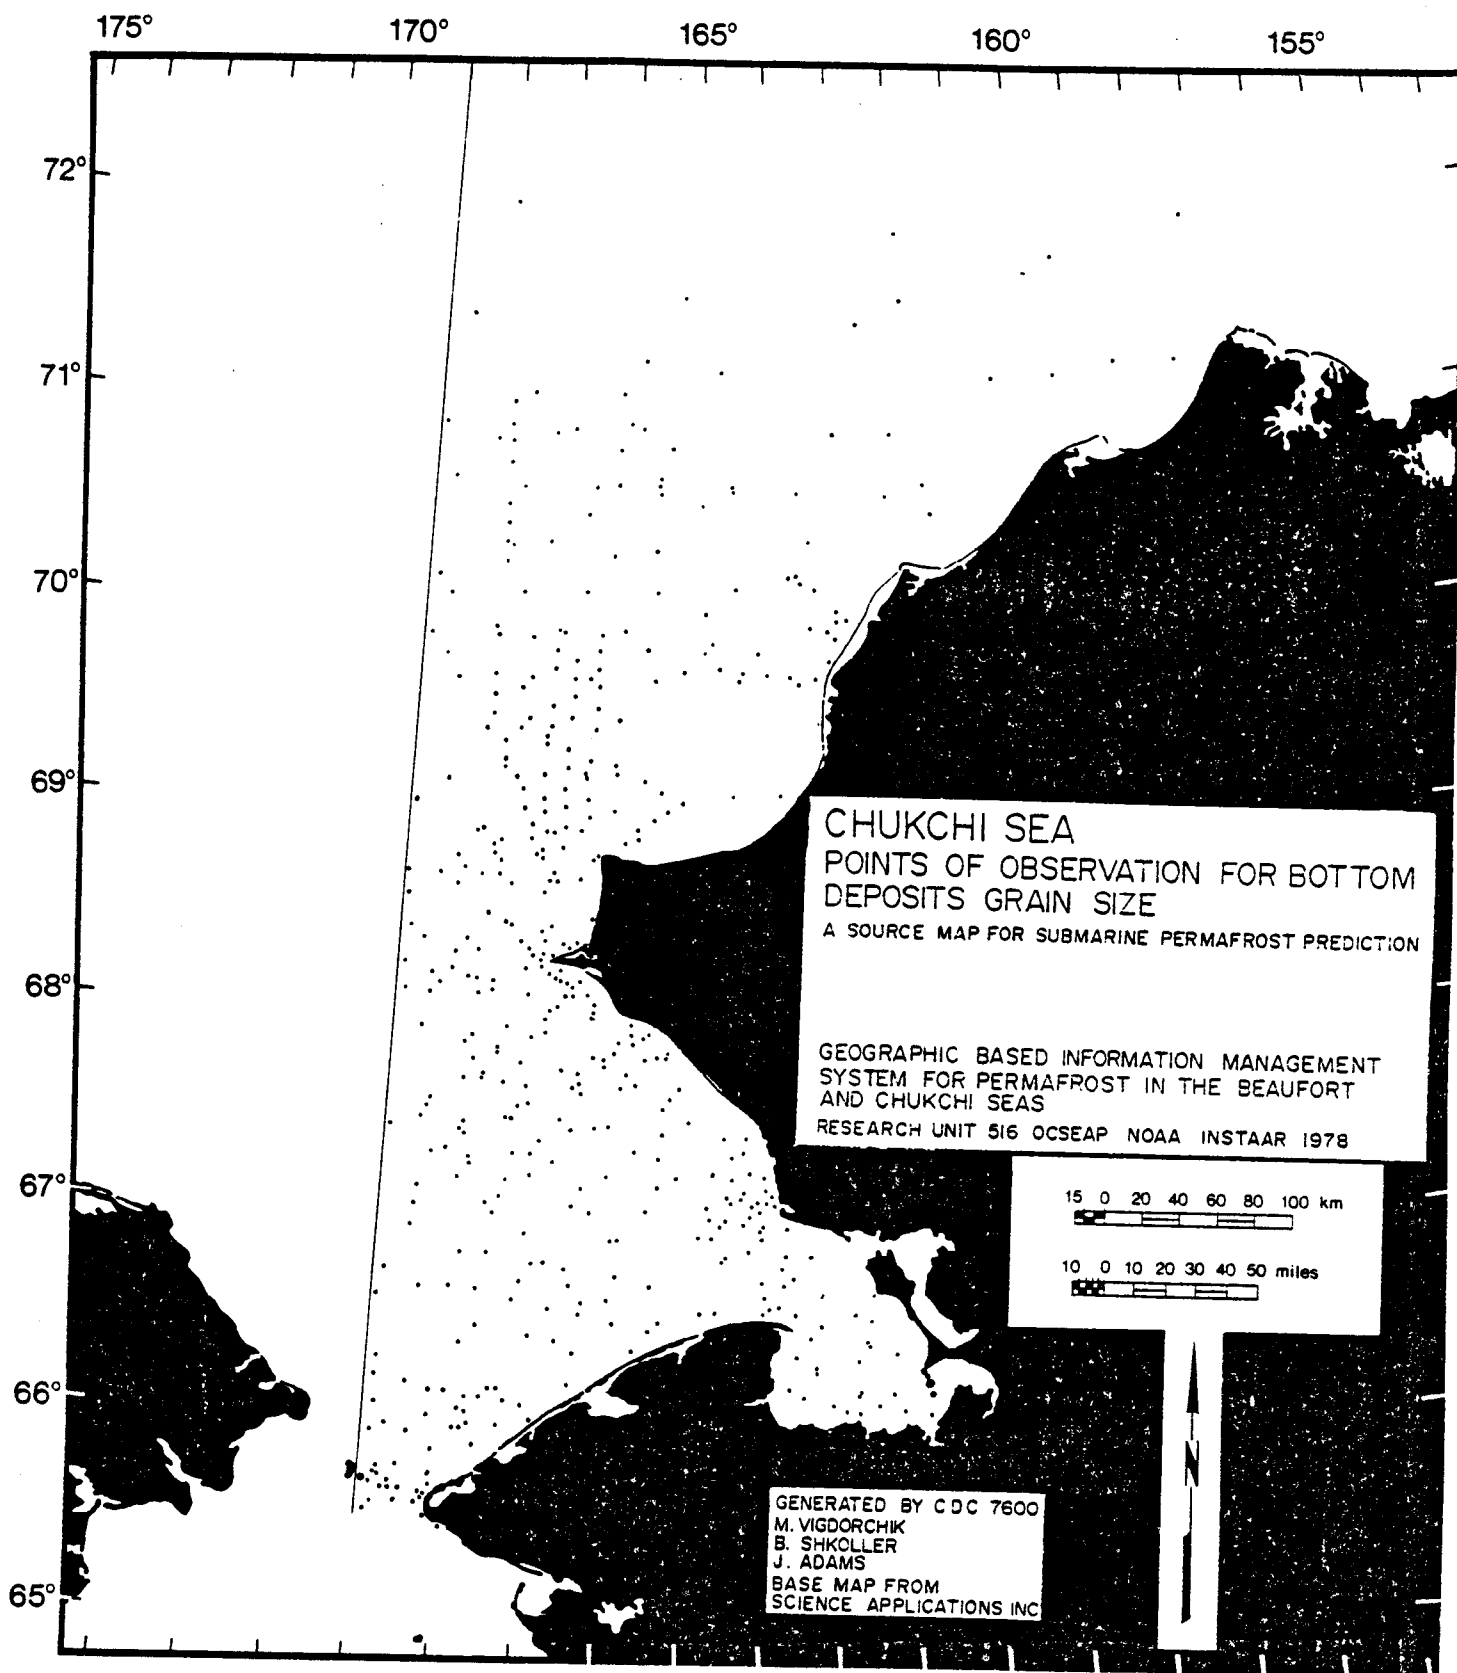 175° 170° 165° 160° 155°
72°
71°
70°
69°
68°
67°
66°
65°
CHUKCHI SEA
POINTS OF OBSERVATION FOR BOTTOM
DEPOSITS GRAIN SIZE
A SOURCE MAP FOR SUBMARINE PERMAFROST PREDICTION
GEOGRAPHIC BASED INFORMATION MANAGEMENT
SYSTEM FOR PERMAFROST IN THE BEAUFORT
AND CHUKCHI SEAS
RESEARCH UNIT 516 OCSEAP NOAA INSTAAR 1978
15 0 20 40 60 80 100 km
10 0 10 20 30 40 50 miles
N
GENERATED BY CDC 7600
M. VIGDORCHIK
B. SHKOLLER
J. ADAMS
BASE MAP FROM
SCIENCE APPLICATIONS INC